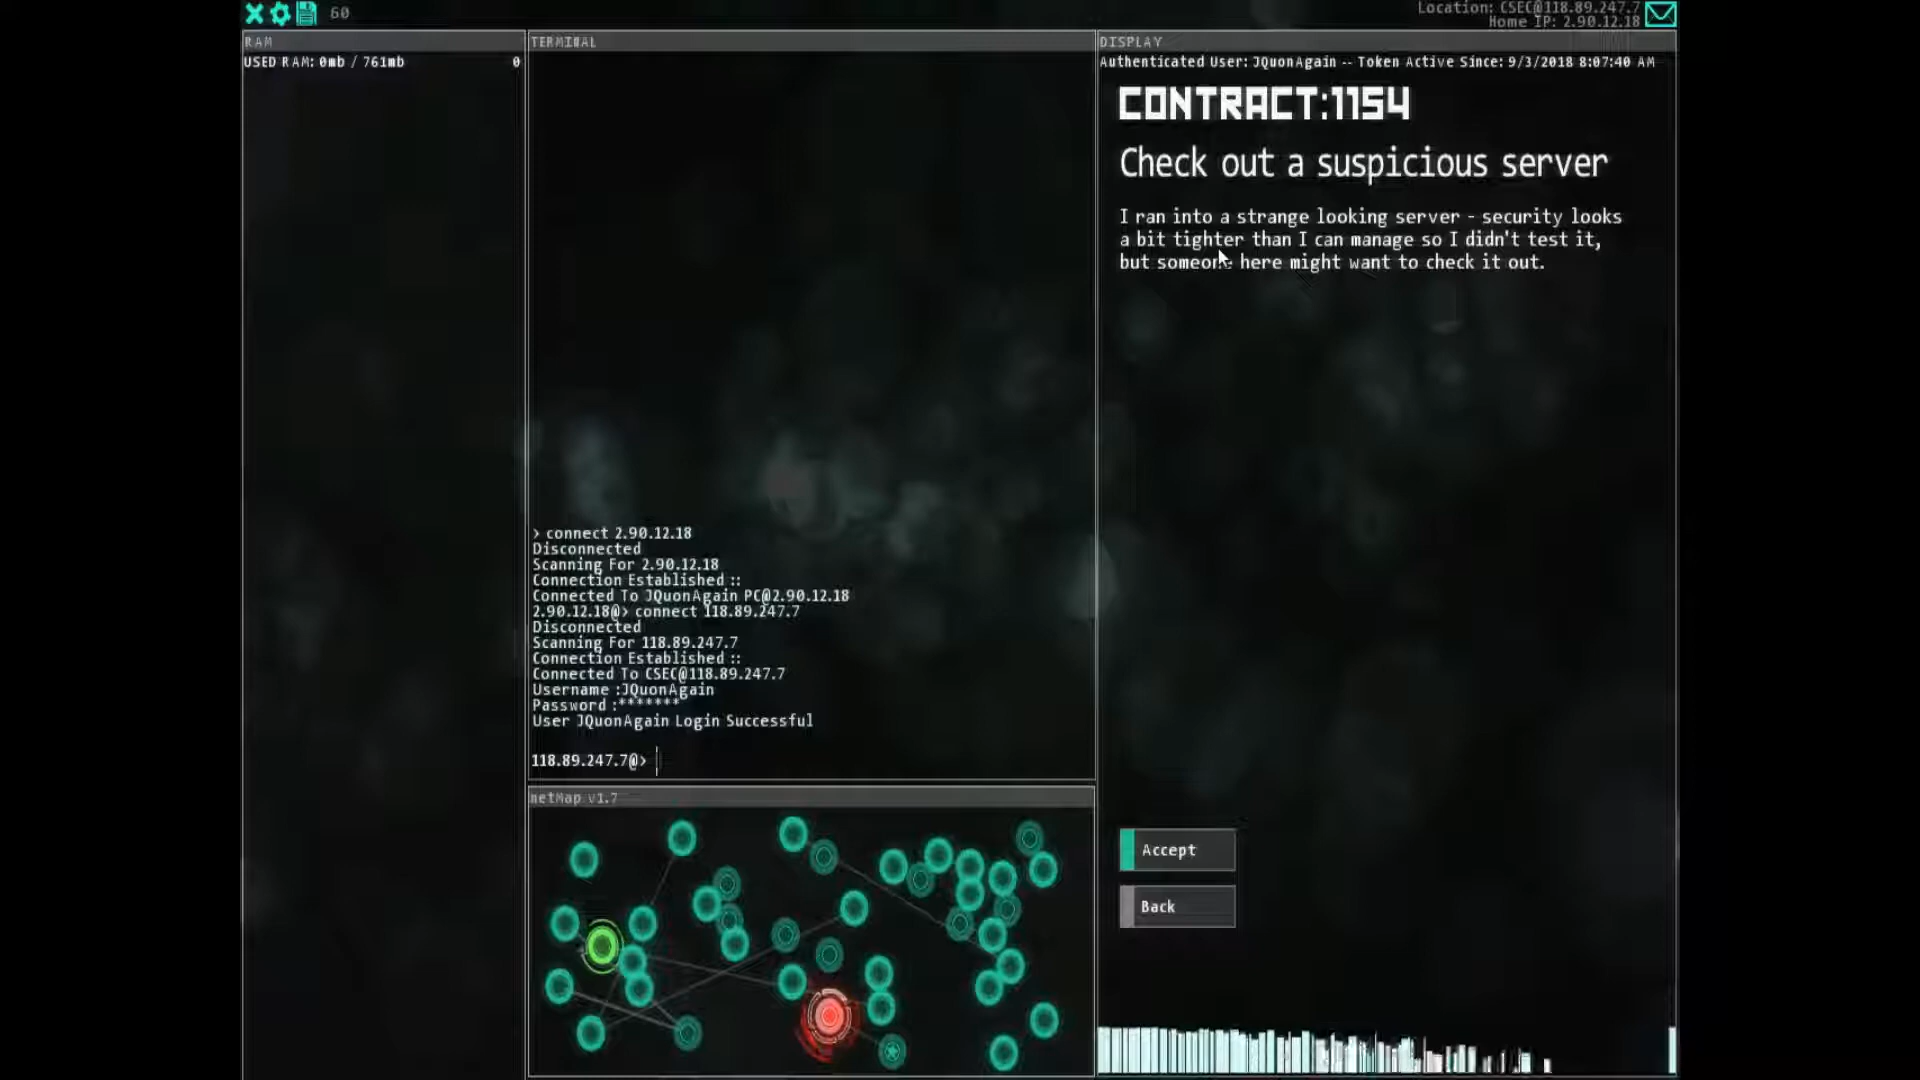 60
Location: CSEC@118.89.247.7
Home IP: 2.90.12.18
RAM
USED RAM: 0mb / 761mb 0
TERMINAL
> connect 2.90.12.18
Disconnected
Scanning For 2.90.12.18
Connection Established ::
Connected To JQuonAgain PC@2.90.12.18
2.90.12.18@> connect 118.89.247.7
Disconnected
Scanning For 118.89.247.7
Connection Established ::
Connected To CSEC@118.89.247.7
Username :JQuonAgain
Password :*******
User JQuonAgain Login Successful
118.89.247.7@>
netMap v1.7
DISPLAY
Authenticated User: JQuonAgain -- Token Active Since: 9/3/2018 8:07:40 AM
CONTRACT:1154
Check out a suspicious server
I ran into a strange looking server - security looks
a bit tighter than I can manage so I didn't test it,
but someone here might want to check it out.
Accept
Back